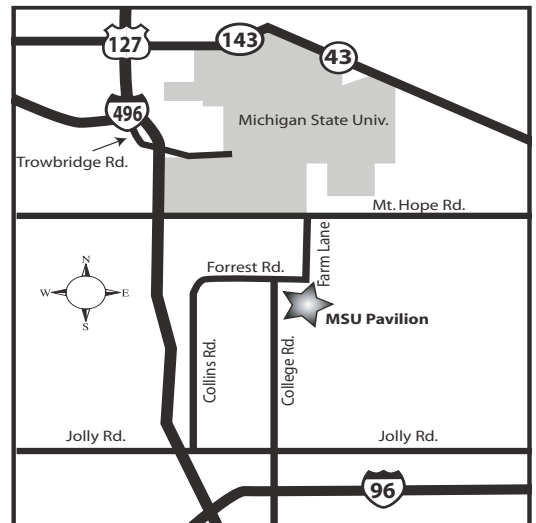 127
143
43
496
Michigan State Univ.
Trowbridge Rd.
Mt. Hope Rd.
Farm Lane
Forrest Rd.
N
W
E
S
MSU Pavilion
Collins Rd.
College Rd.
Jolly Rd.
Jolly Rd.
96